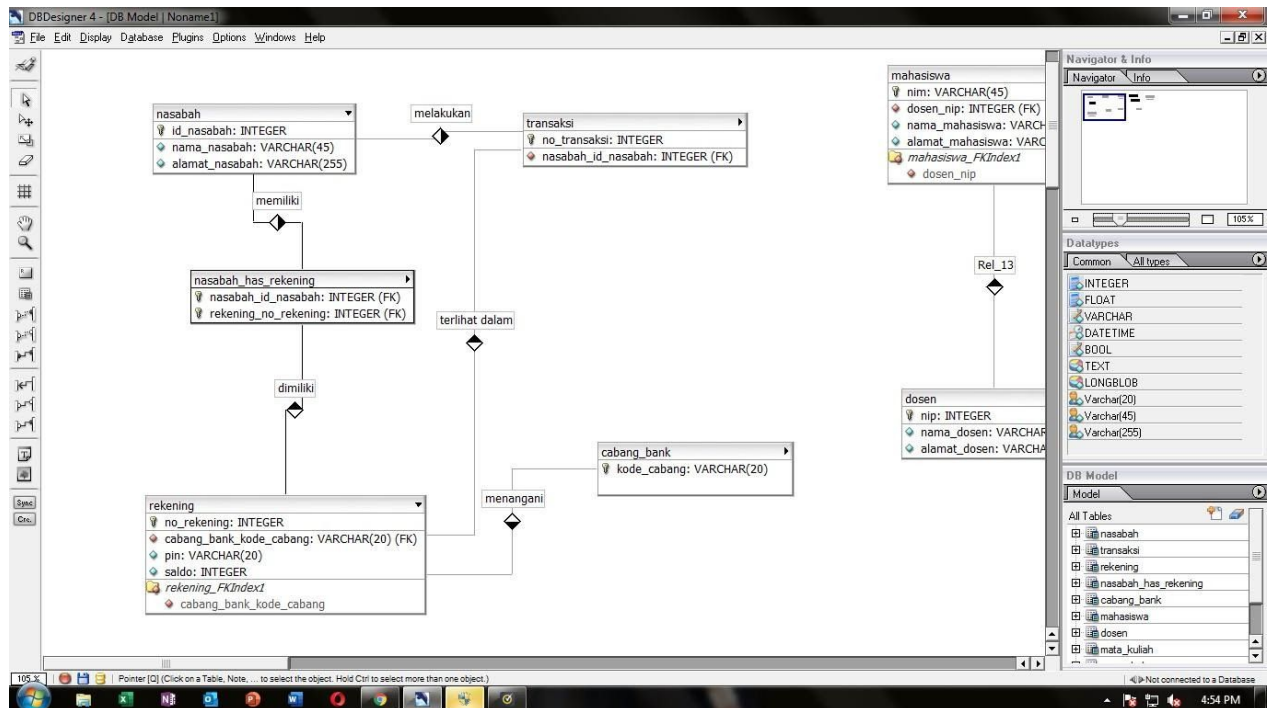 DBDesigner 4 - [DB Model | Noname1]
File Edit Display Database Plugins Options Windows Help
nasabah
id_nasabah: INTEGER
nama_nasabah: VARCHAR(45)
alamat_nasabah: VARCHAR(255)
melakukan
transaksi
no_transaksi: INTEGER
nasabah_id_nasabah: INTEGER (FK)
mahasiswa
nim: VARCHAR(45)
dosen_nip: INTEGER (FK)
nama_mahasiswa: VARCH
alamat_mahasiswa: VARC
mahasiswa_FKIndex1
dosen_nip
memiliki
nasabah_has_rekening
nasabah_id_nasabah: INTEGER (FK)
rekening_no_rekening: INTEGER (FK)
terlihat dalam
Rel_13
dimiliki
dosen
nip: INTEGER
nama_dosen: VARCHAR
alamat_dosen: VARCHA
cabang_bank
kode_cabang: VARCHAR(20)
menangani
rekening
no_rekening: INTEGER
cabang_bank_kode_cabang: VARCHAR(20) (FK)
pin: VARCHAR(20)
saldo: INTEGER
rekening_FKIndex1
cabang_bank_kode_cabang
Navigator & Info
Navigator Info
105%
Datatypes
Common All types
INTEGER
FLOAT
VARCHAR
DATETIME
BOOL
TEXT
LONGBLOB
Varchar(20)
Varchar(45)
Varchar(255)
DB Model
Model
All Tables
nasabah
transaksi
rekening
nasabah_has_rekening
cabang_bank
mahasiswa
dosen
mata_kuliah
Sync
Crc.
105 % Pointer [Q] (Click on a Table, Note, ... to select the object. Hold Ctrl to select more than one object.) Not connected to a Database
4:54 PM